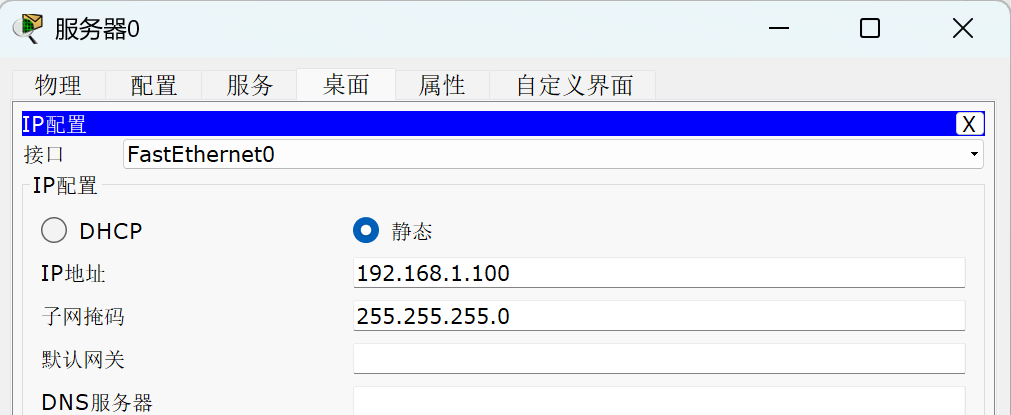 服务器0
物理 配置 服务 桌面 属性 自定义界面
IP配置 X
接口 FastEthernet0
IP配置
DHCP 静态
IP地址 192.168.1.100
子网掩码 255.255.255.0
默认网关
DNS服务器